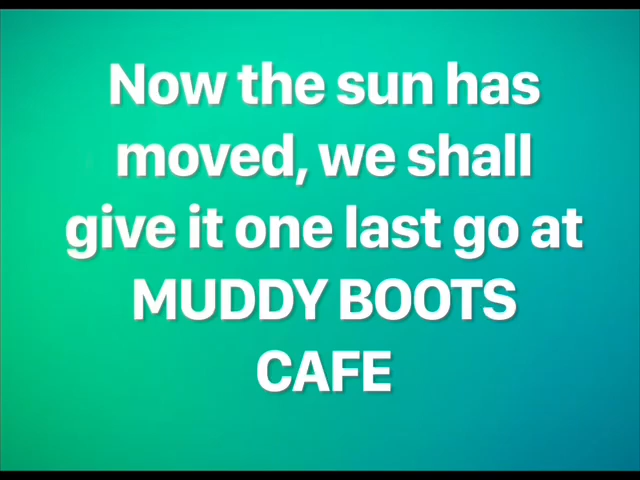 Now the sun has
moved, we shall
give it one last go at
MUDDY BOOTS
CAFE